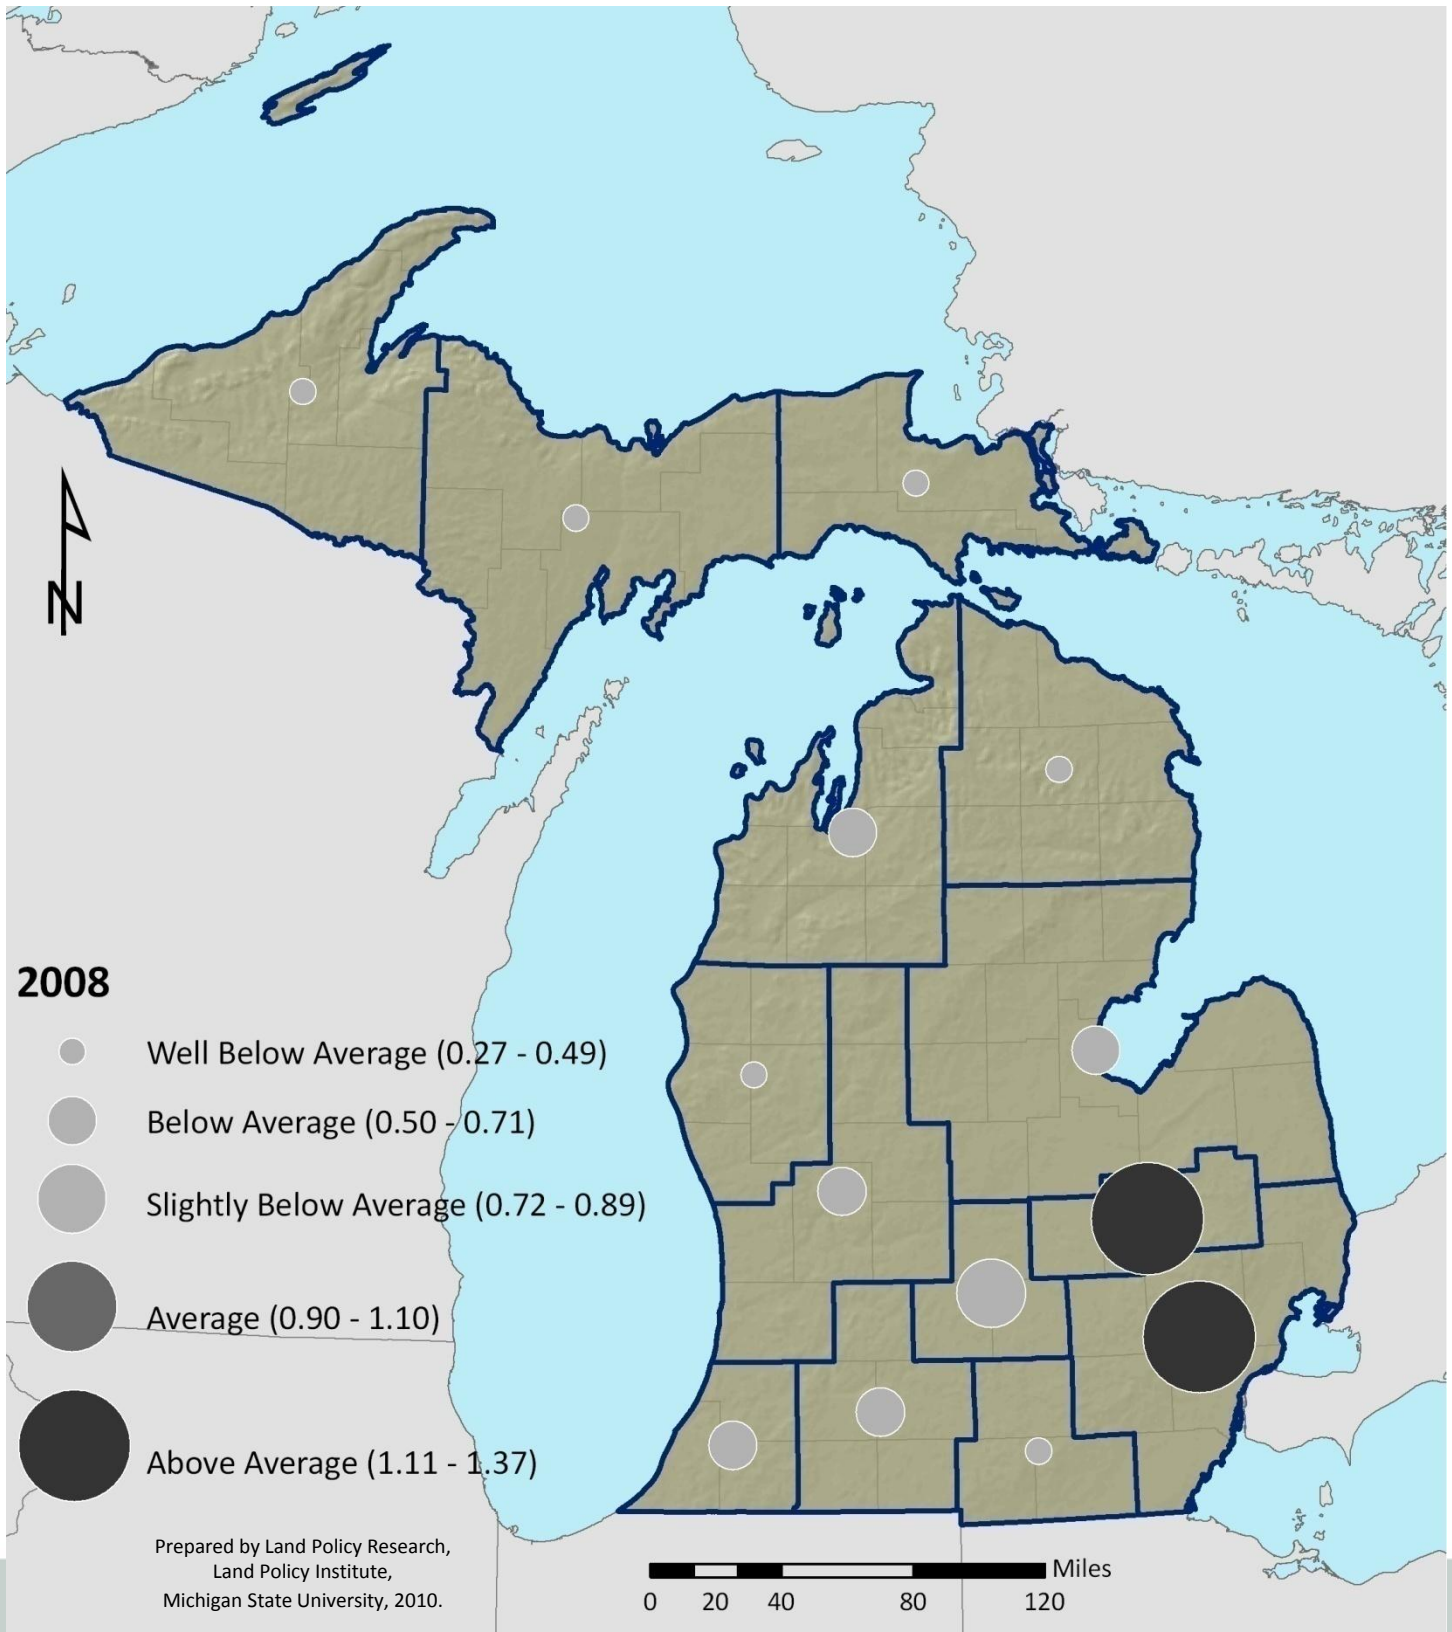 N
2008
Well Below Average (0.27 - 0.49)
Below Average (0.50 - 0.71)
Slightly Below Average (0.72 - 0.89)
Average (0.90 - 1.10)
Above Average (1.11 - 1.37)
Prepared by Land Policy Research,
Land Policy Institute,
Michigan State University, 2010.
Miles
0 20 40 80 120